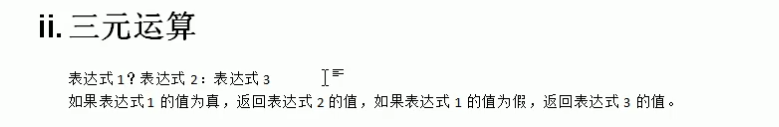 ii. 三元运算
表达式 1? 表达式 2: 表达式 3
如果表达式 1 的值为真，返回表达式 2 的值，如果表达式 1 的值为假，返回表达式 3 的值。